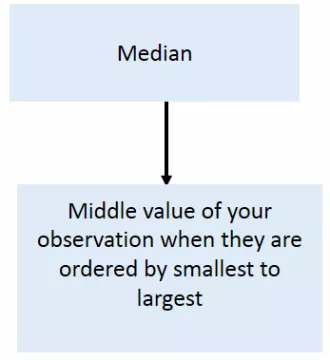 Median
Middle value of your
observation when they are
ordered by smallest to
largest